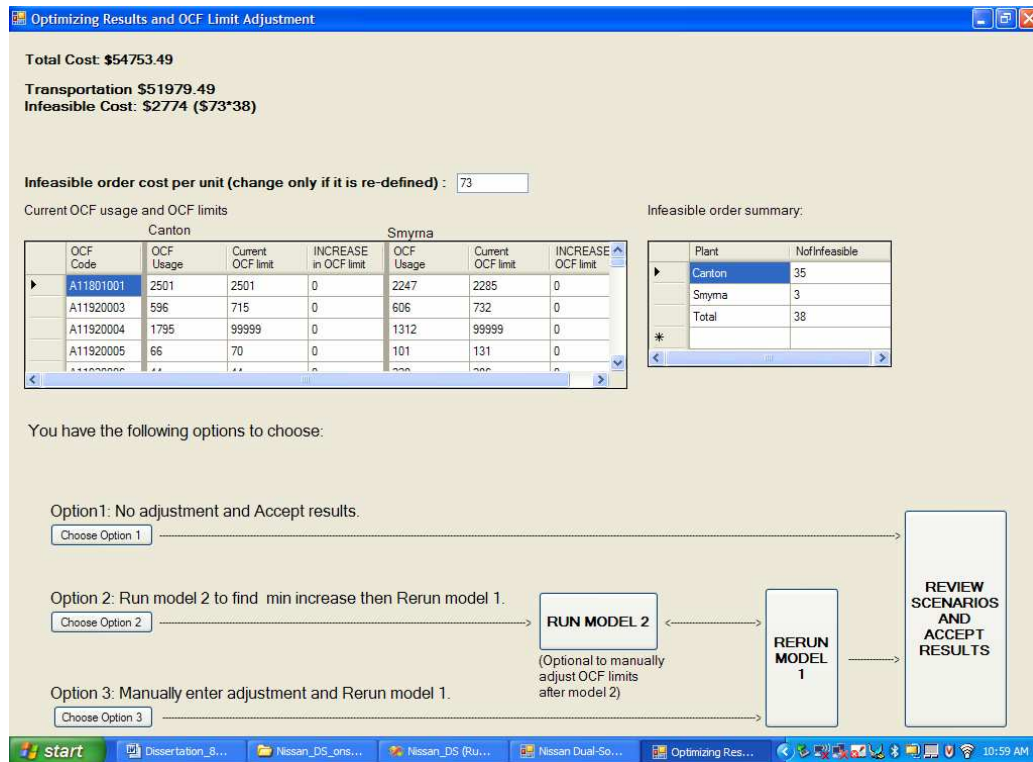 Optimizing Results and OCF Limit Adjustment
Total Cost: $54753.49
Transportation $51979.49
Infeasible Cost: $2774 ($73*38)
Infeasible order cost per unit (change only if it is re-defined) : 73
Current OCF usage and OCF limits
Infeasible order summary:
Canton Smyrna
OCF Code OCF Usage Current OCF limit INCREASE in OCF limit OCF Usage Current OCF limit INCREASE OCF limit
A11801001 2501 2501 0 2247 2285 0
A11920003 596 715 0 606 732 0
A11920004 1795 99999 0 1312 99999 0
A11920005 66 70 0 101 131 0
Plant NofInfeasible
Canton 35
Smyrna 3
Total 38
You have the following options to choose:
Option1: No adjustment and Accept results.
Choose Option 1
Option 2: Run model 2 to find min increase then Rerun model 1.
Choose Option 2
RUN MODEL 2
(Optional to manually
adjust OCF limits
after model 2)
Option 3: Manually enter adjustment and Rerun model 1.
Choose Option 3
RERUN
MODEL
1
REVIEW
SCENARIOS
AND
ACCEPT
RESULTS
start Dissertation_8... Nissan_DS_ons... Nissan_DS (Ru... Nissan Dual-So... Optimizing Res... 10:59 AM